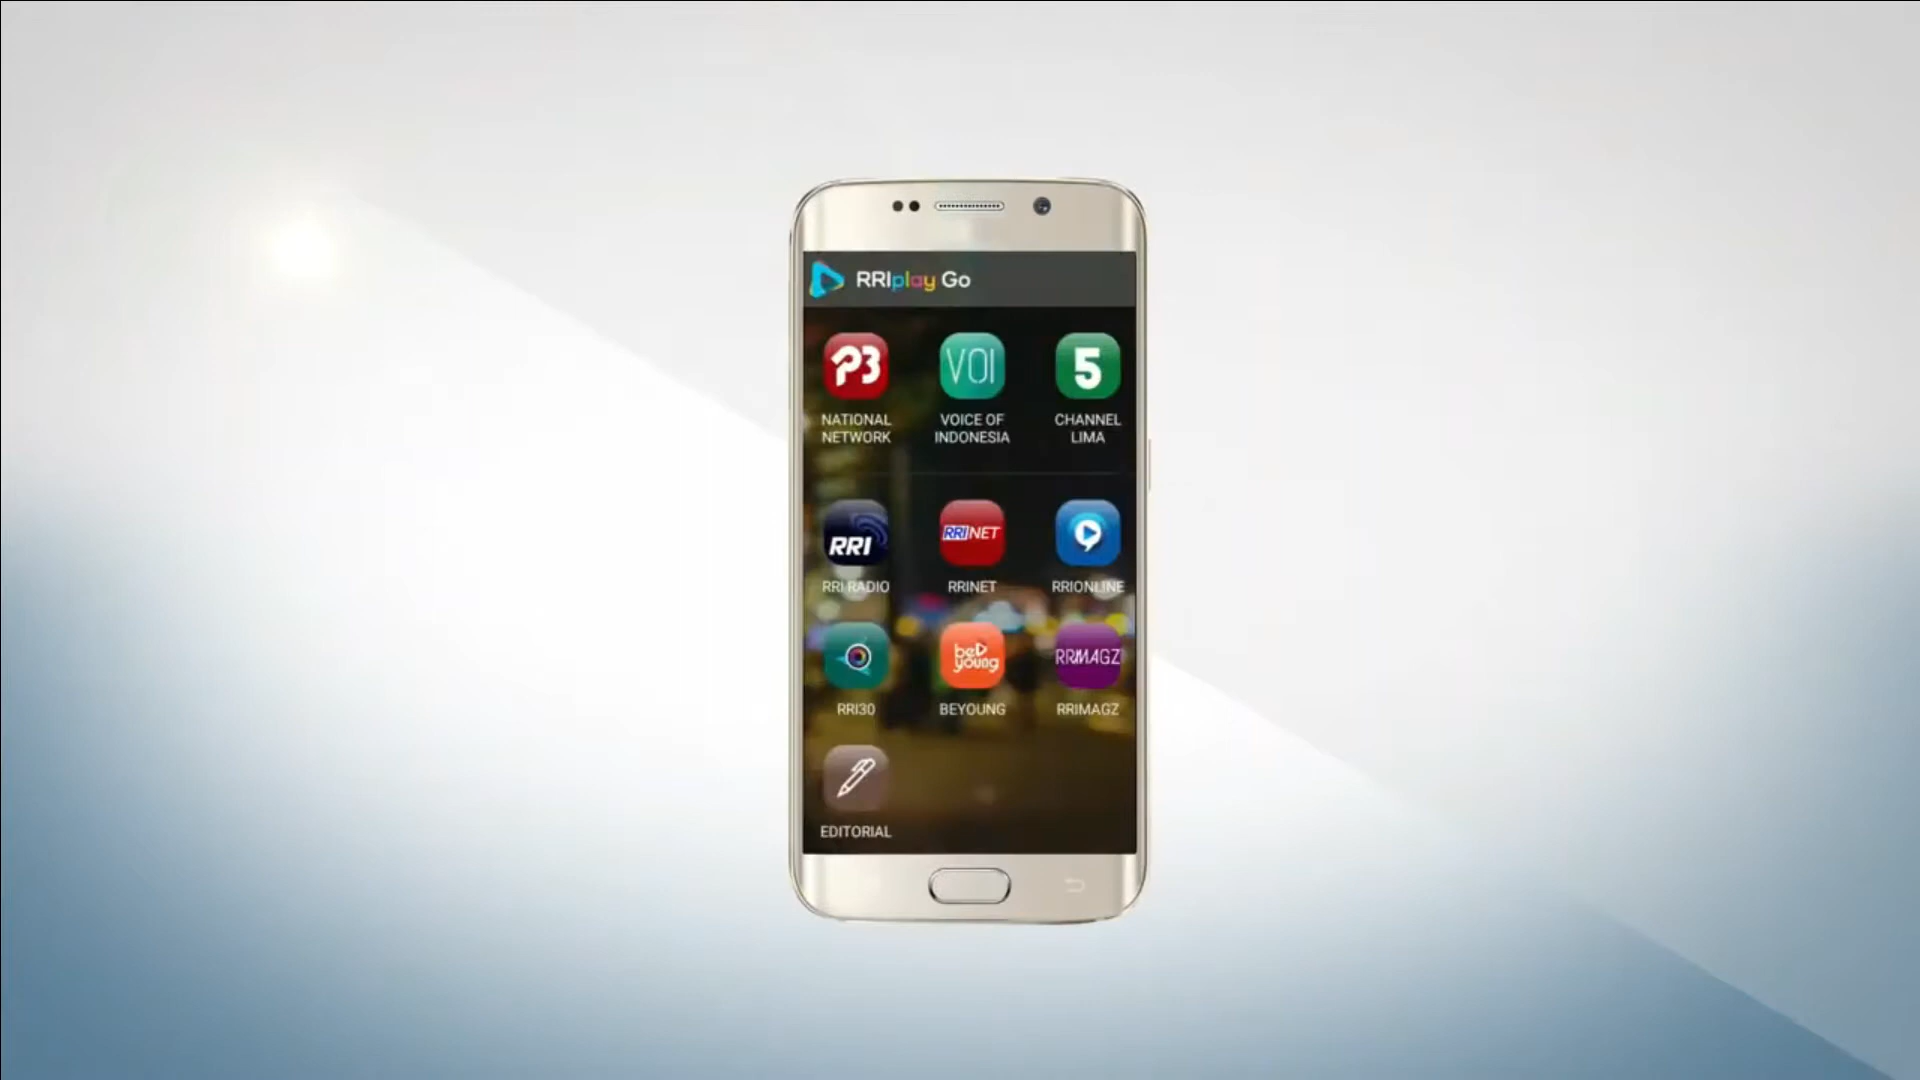 RRIplay Go
P3
VOI
5
NATIONAL
NETWORK
VOICE OF
INDONESIA
CHANNEL
LIMA
RRI
RRINET
RRI RADIO
RRINET
RRIONLINE
be
young
RRIMAGZ
RRI30
BEYOUNG
RRIMAGZ
EDITORIAL